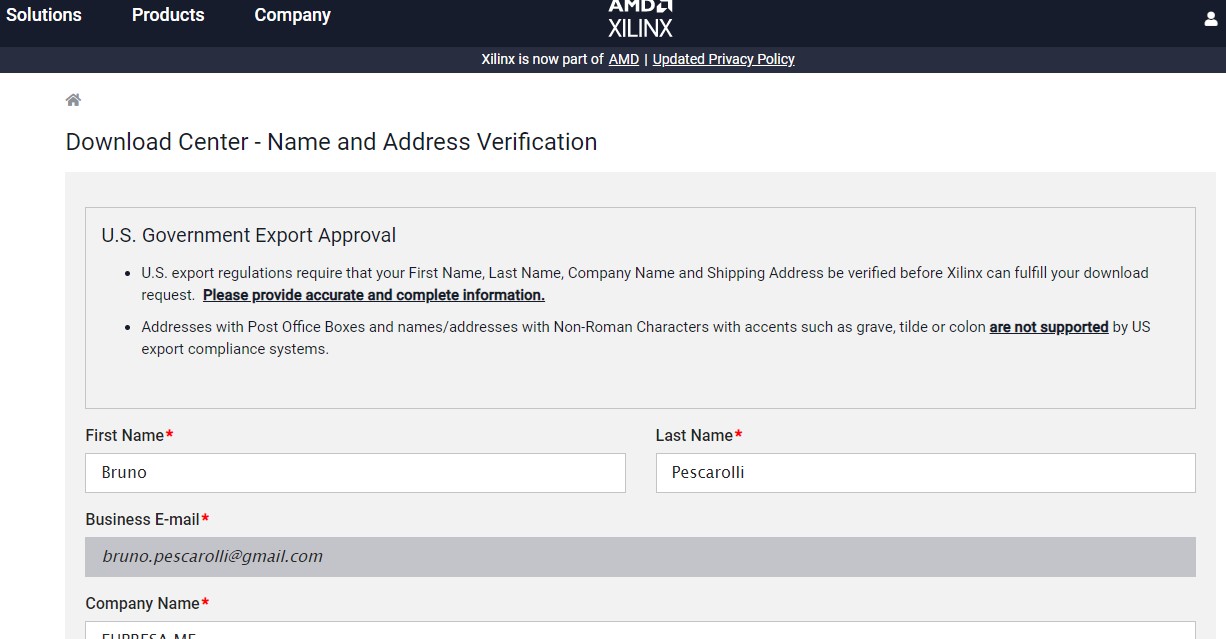 Solutions Products Company
AMD
XILINX
Xilinx is now part of AMD | Updated Privacy Policy
Download Center - Name and Address Verification
U.S. Government Export Approval
• U.S. export regulations require that your First Name, Last Name, Company Name and Shipping Address be verified before Xilinx can fulfill your download
request. Please provide accurate and complete information.
• Addresses with Post Office Boxes and names/addresses with Non-Roman Characters with accents such as grave, tilde or colon are not supported by US
export compliance systems.
First Name* Last Name*
Bruno Pescarolli
Business E-mail*
bruno.pescarolli@gmail.com
Company Name*